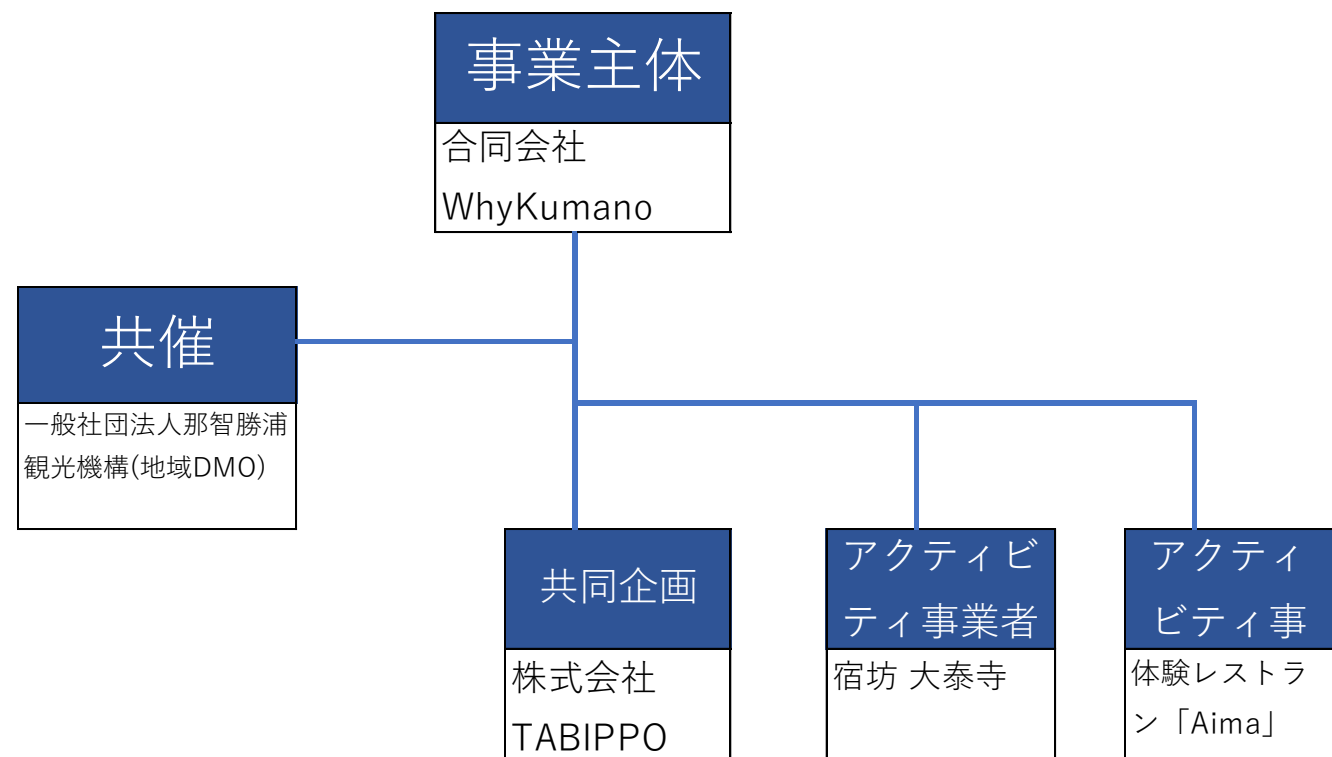 事業主体
合同会社
WhyKumano
共催
一般社団法人那智勝浦
観光機構(地域DMO)
共同企画
株式会社
TABIPPO
アクティビ
ティ事業者
宿坊 大泰寺
アクティ
ビティ事
体験レストラ
ン「Aima」